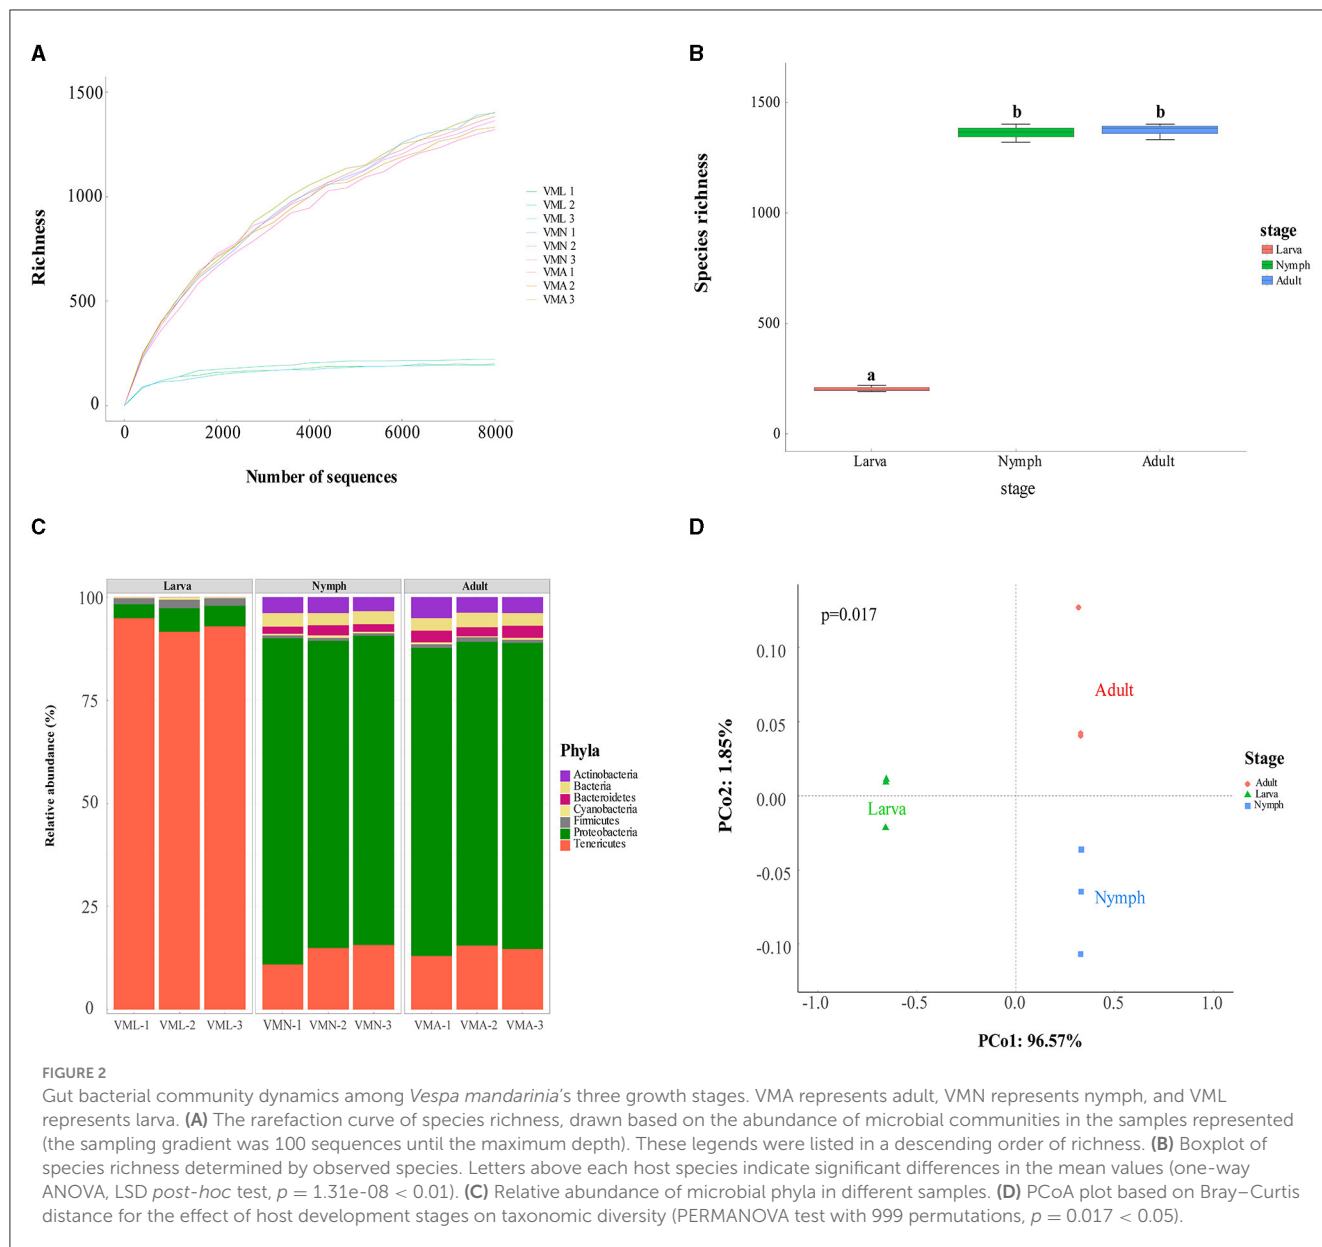 A
1500
1000
500
0
0 2000 4000 6000 8000
Richness
Number of sequences
VML 1
VML 2
VML 3
VMN 1
VMN 2
VMN 3
VMA 1
VMA 2
VMA 3
B
1500
1000
500
0
Species richness
a
b
b
Larva Nymph Adult
stage
stage
Larva
Nymph
Adult
C
Larva Nymph Adult
100
75
50
25
0
Relative abundance (%)
VML-1 VML-2 VML-3 VMN-1 VMN-2 VMN-3 VMA-1 VMA-2 VMA-3
Phyla
Actinobacteria
Bacteria
Bacteroidetes
Cyanobacteria
Firmicutes
Proteobacteria
Tenericutes
D
p=0.017
0.10
0.05
0.00
-0.05
-0.10
PCo2: 1.85%
Adult
Larva
Nymph
-1.0 -0.5 0.0 0.5 1.0
PCo1: 96.57%
Stage
Adult
Larva
Nymph
FIGURE 2
Gut bacterial community dynamics among Vespa mandarinia's three growth stages. VMA represents adult, VMN represents nymph, and VML
represents larva. (A) The rarefaction curve of species richness, drawn based on the abundance of microbial communities in the samples represented
(the sampling gradient was 100 sequences until the maximum depth). These legends were listed in a descending order of richness. (B) Boxplot of
species richness determined by observed species. Letters above each host species indicate significant differences in the mean values (one-way
ANOVA, LSD post-hoc test, p = 1.31e-08 < 0.01). (C) Relative abundance of microbial phyla in different samples. (D) PCoA plot based on Bray–Curtis
distance for the effect of host development stages on taxonomic diversity (PERMANOVA test with 999 permutations, p = 0.017 < 0.05).